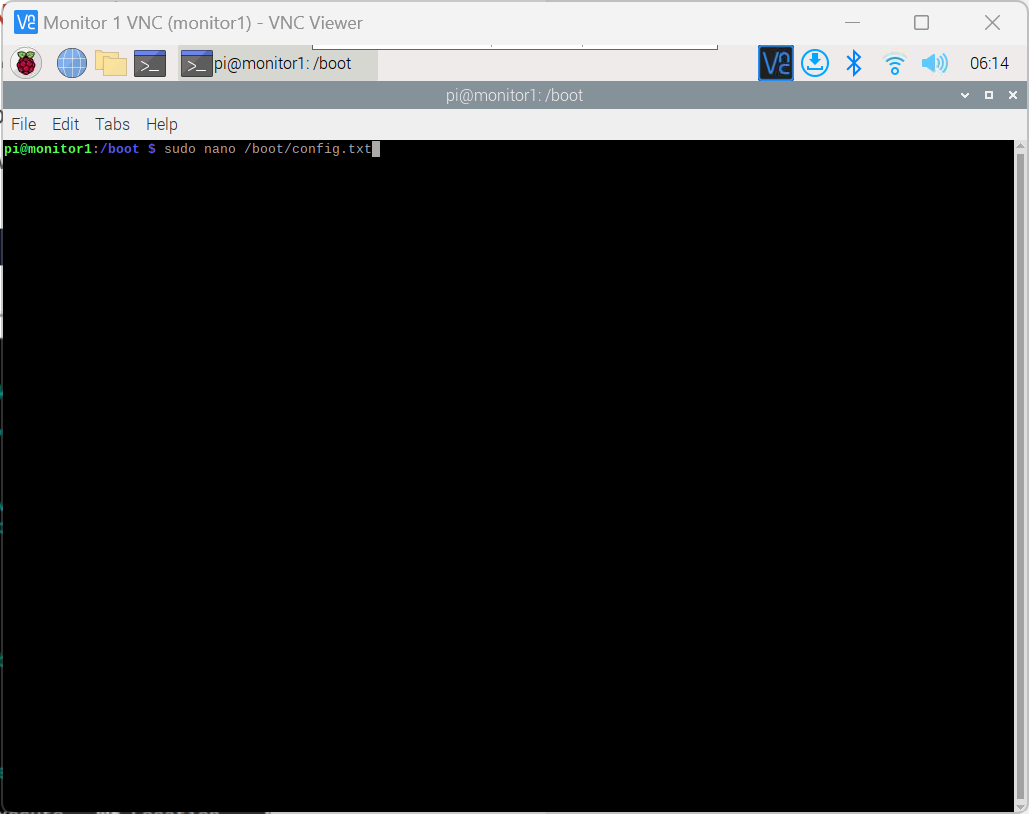 Monitor 1 VNC (monitor1) - VNC Viewer
pi@monitor1: /boot
06:14
pi@monitor1: /boot
File Edit Tabs Help
pi@monitor1:/boot $ sudo nano /boot/config.txt